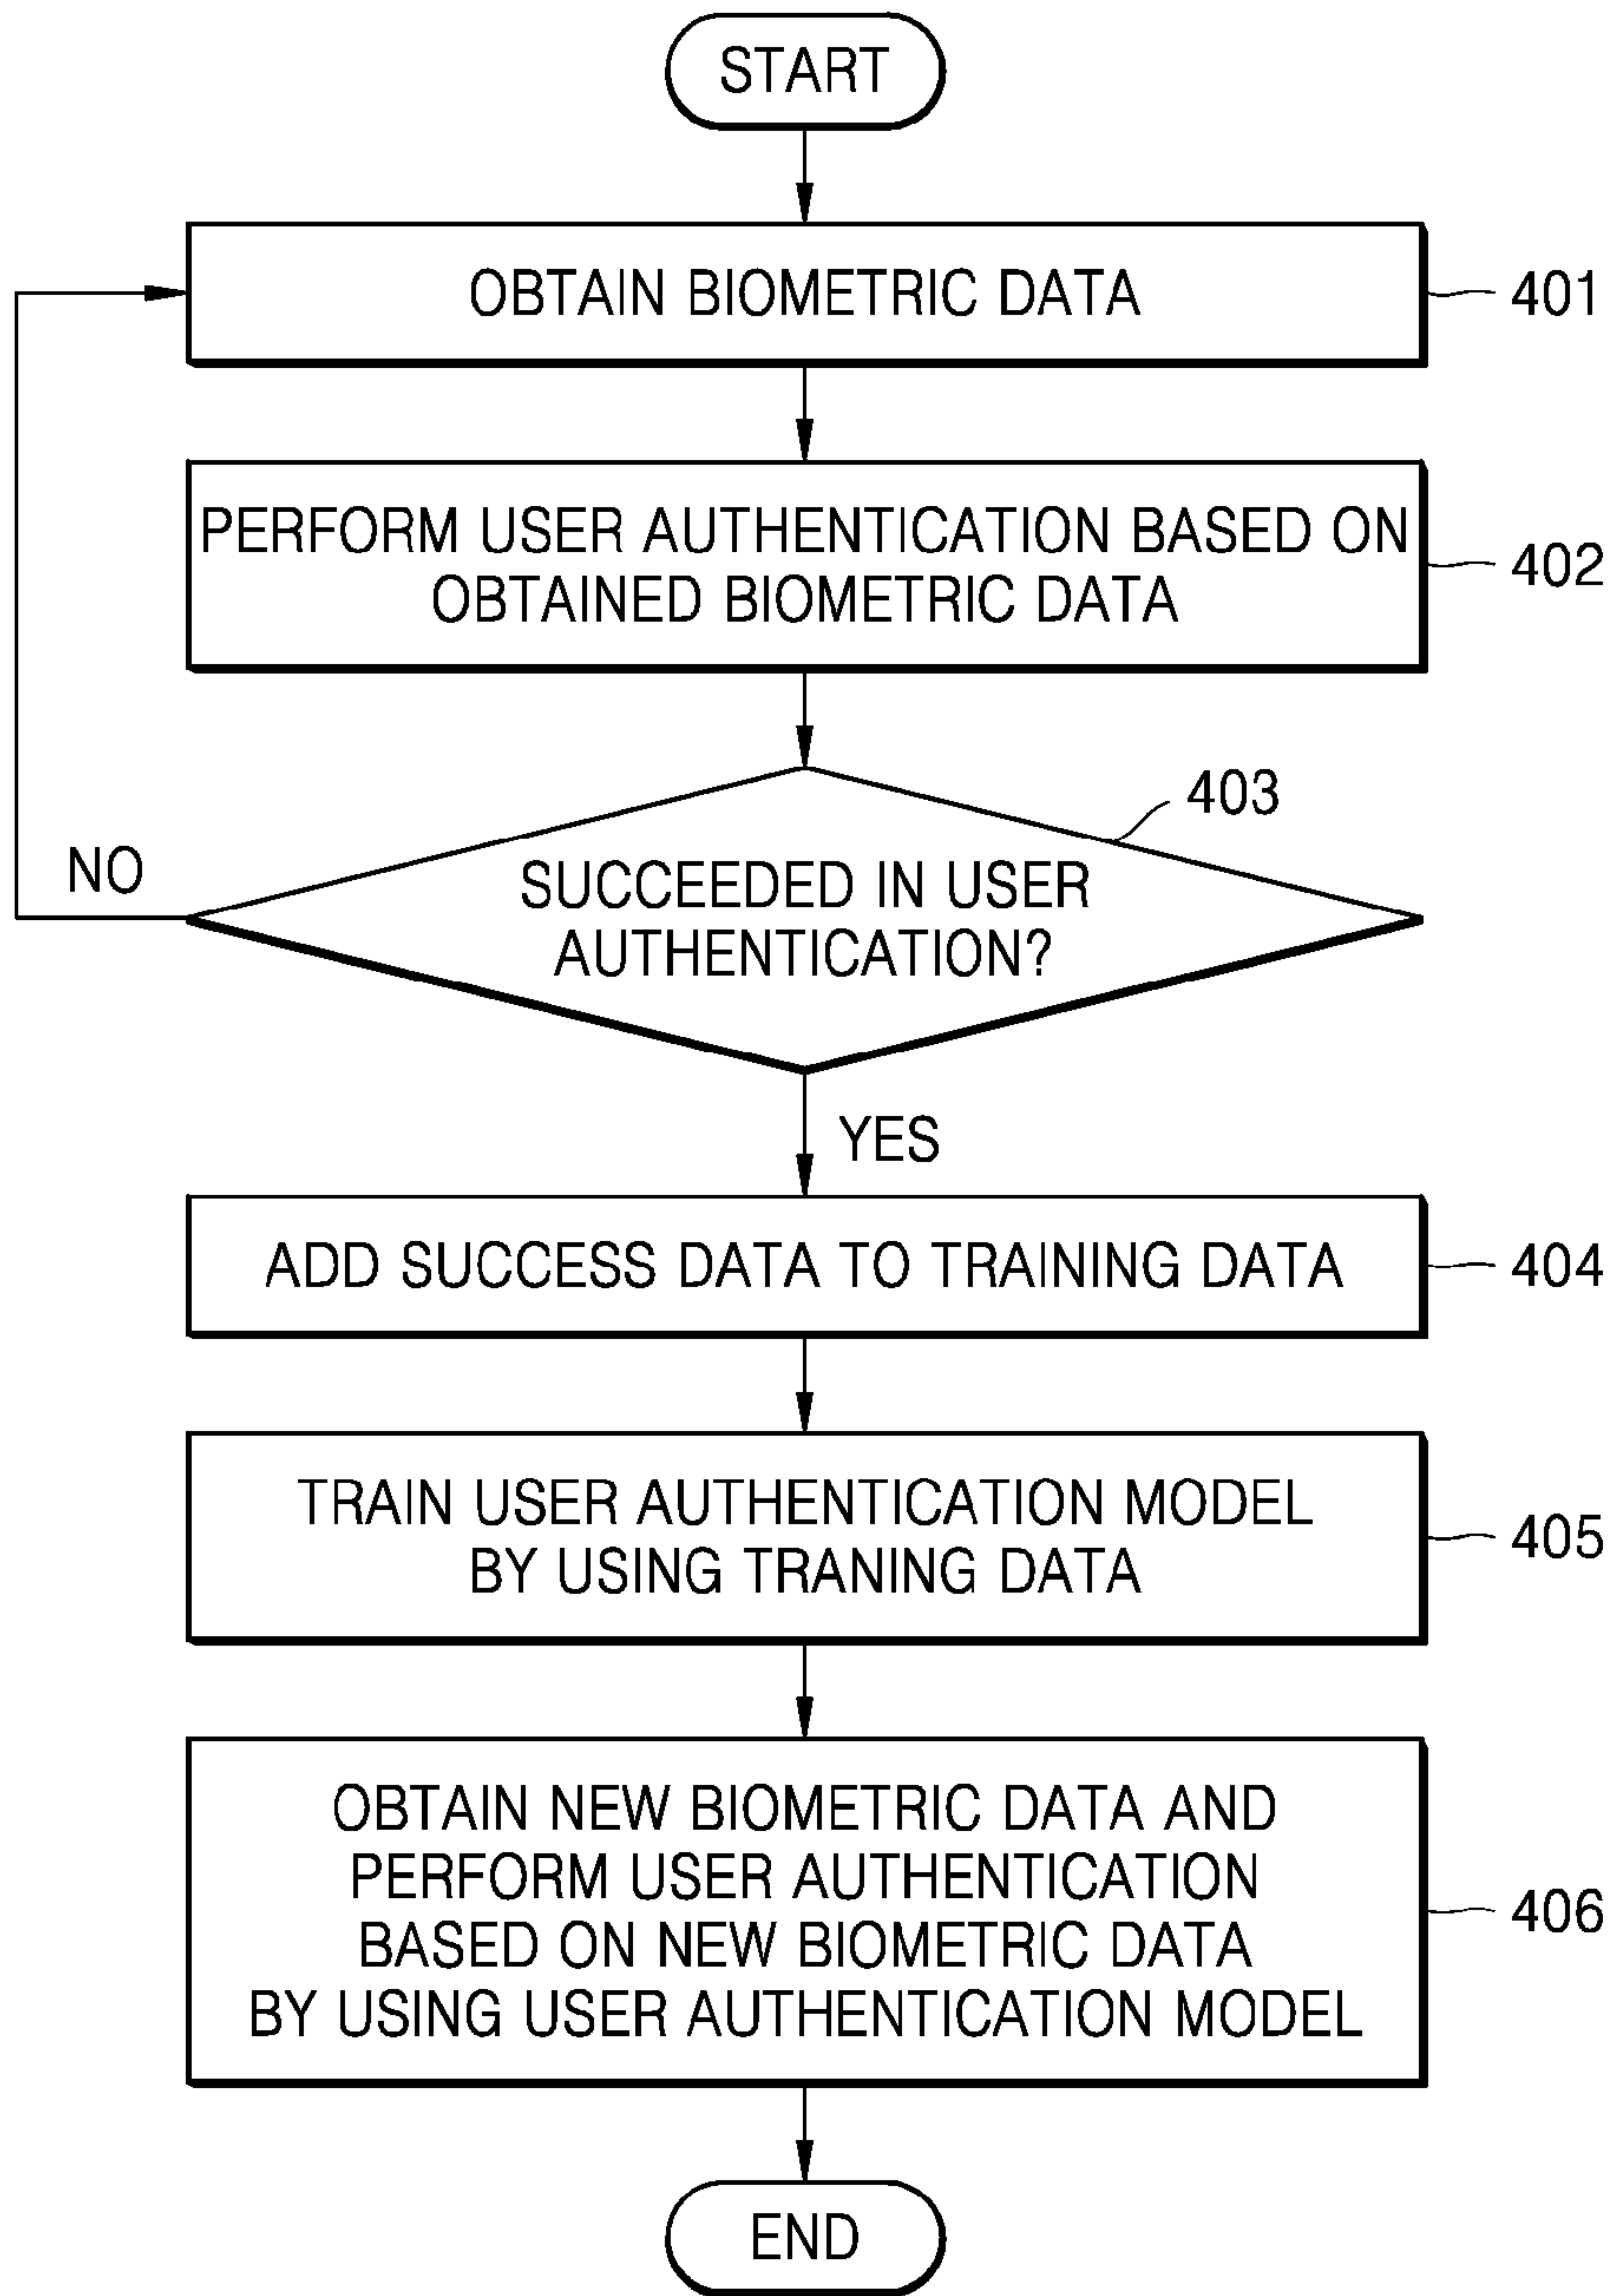 START
OBTAIN BIOMETRIC DATA
401
PERFORM USER AUTHENTICATION BASED ON
OBTAINED BIOMETRIC DATA
402
403
SUCCEEDED IN USER
AUTHENTICATION?
NO
YES
ADD SUCCESS DATA TO TRAINING DATA
404
TRAIN USER AUTHENTICATION MODEL
BY USING TRANING DATA
405
OBTAIN NEW BIOMETRIC DATA AND
PERFORM USER AUTHENTICATION
BASED ON NEW BIOMETRIC DATA
BY USING USER AUTHENTICATION MODEL
406
END